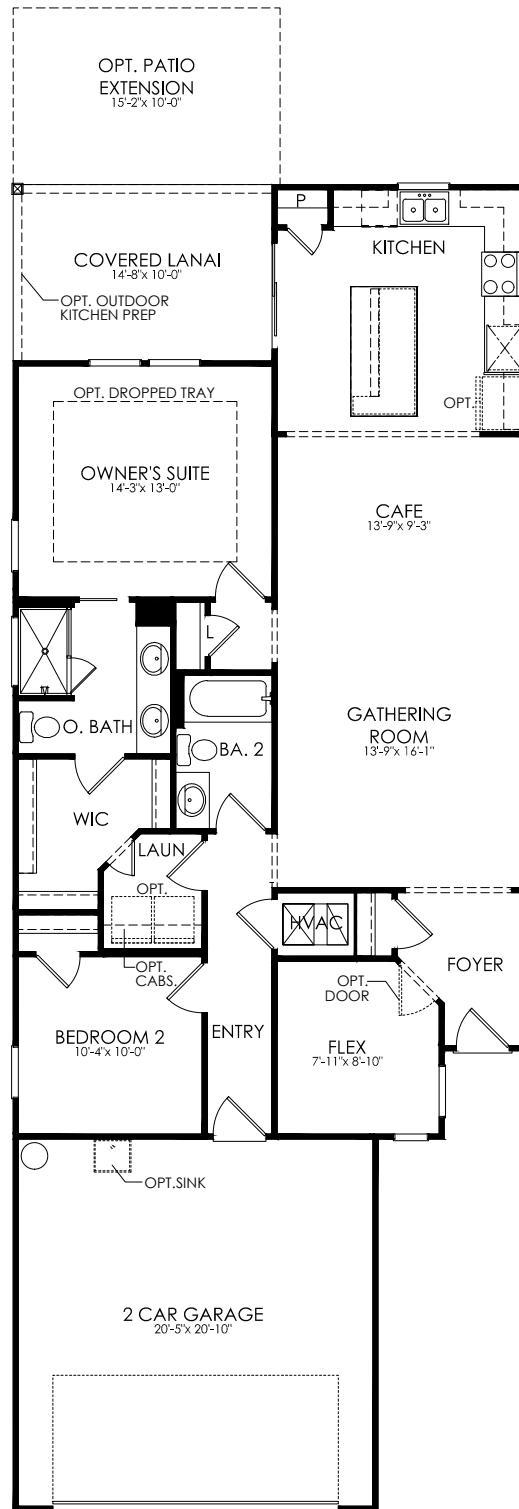 OPT. PATIO
EXTENSION
15'-2"x 10'-0"
P
KITCHEN
COVERED LANAI
14'-8"x 10'-0"
OPT. OUTDOOR
KITCHEN PREP
OPT. DROPPED TRAY
OPT.
OWNER'S SUITE
14'-3"x 13'-0"
CAFE
13'-9"x 9'-3"
L
O. BATH
BA. 2
GATHERING
ROOM
13'-9"x 16'-1"
WIC
LAUN
OPT.
HVAC
OPT.
CABS.
FOYER
OPT.
DOOR
BEDROOM 2
10'-4"x 10'-0"
ENTRY
FLEX
7'-11"x 8'-10"
OPT.SINK
2 CAR GARAGE
20'-5"x 20'-10"